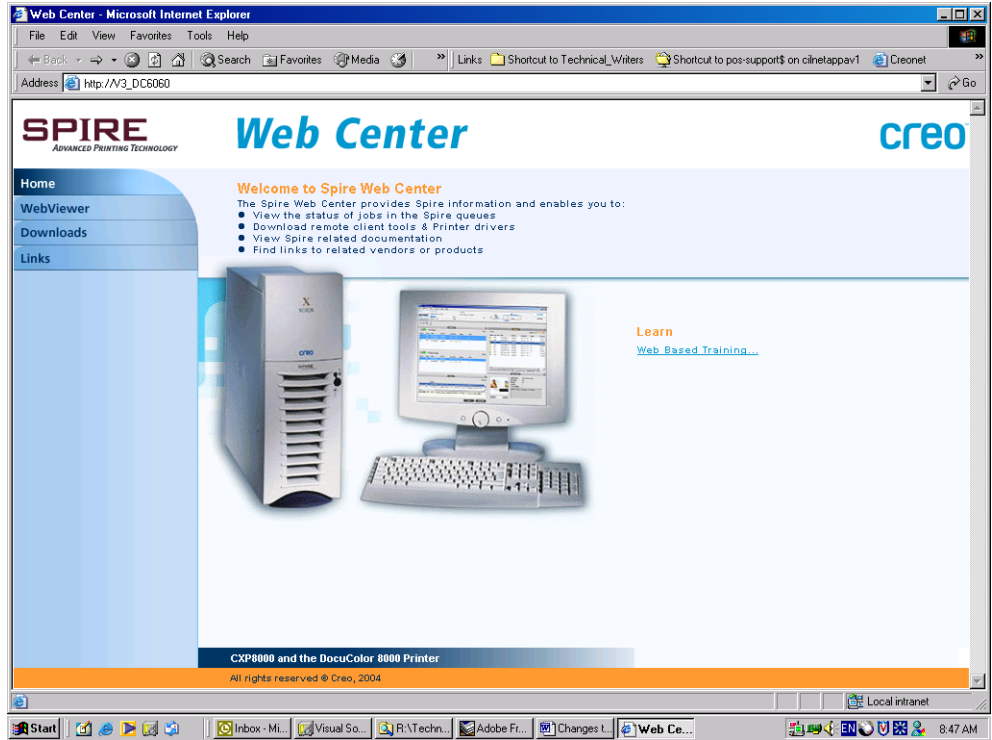 Web Center - Microsoft Internet Explorer
File Edit View Favorites Tools Help
Back Search Favorites Media » Links Shortcut to Technical_Writers Shortcut to pos-support$ on cilnetappav1 Creonet »
Address http://V3_DC6060 Go
SPIRE
ADVANCED PRINTING TECHNOLOGY
Web Center
creo
Home
WebViewer
Downloads
Links
Welcome to Spire Web Center
The Spire Web Center provides Spire information and enables you to:
● View the status of jobs in the Spire queues
● Download remote client tools & Printer drivers
● View Spire related documentation
● Find links to related vendors or products
X
XEROX
creo
SPIRE
Learn
Web Based Training...
CXP8000 and the DocuColor 8000 Printer
All rights reserved © Creo, 2004
Local intranet
Start Inbox - Mi... Visual So... R:\Techn... Adobe Fr... Changes t... Web Ce... EN 8:47 AM